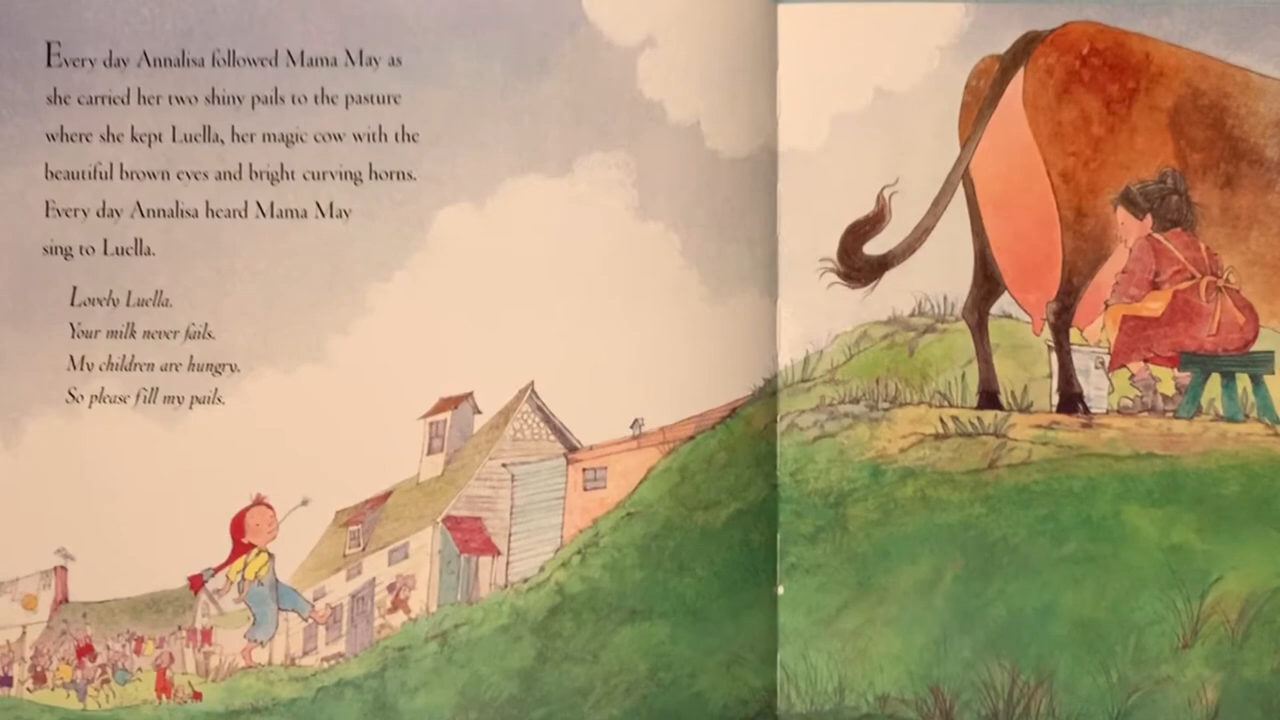 Every day Annalisa followed Mama May as
she carried her two shiny pails to the pasture
where she kept Luella, her magic cow with the
beautiful brown eyes and bright curving horns.
Every day Annalisa heard Mama May
sing to Luella.
Lovely Luella.
Your milk never fails.
My children are hungry.
So please fill my pails.